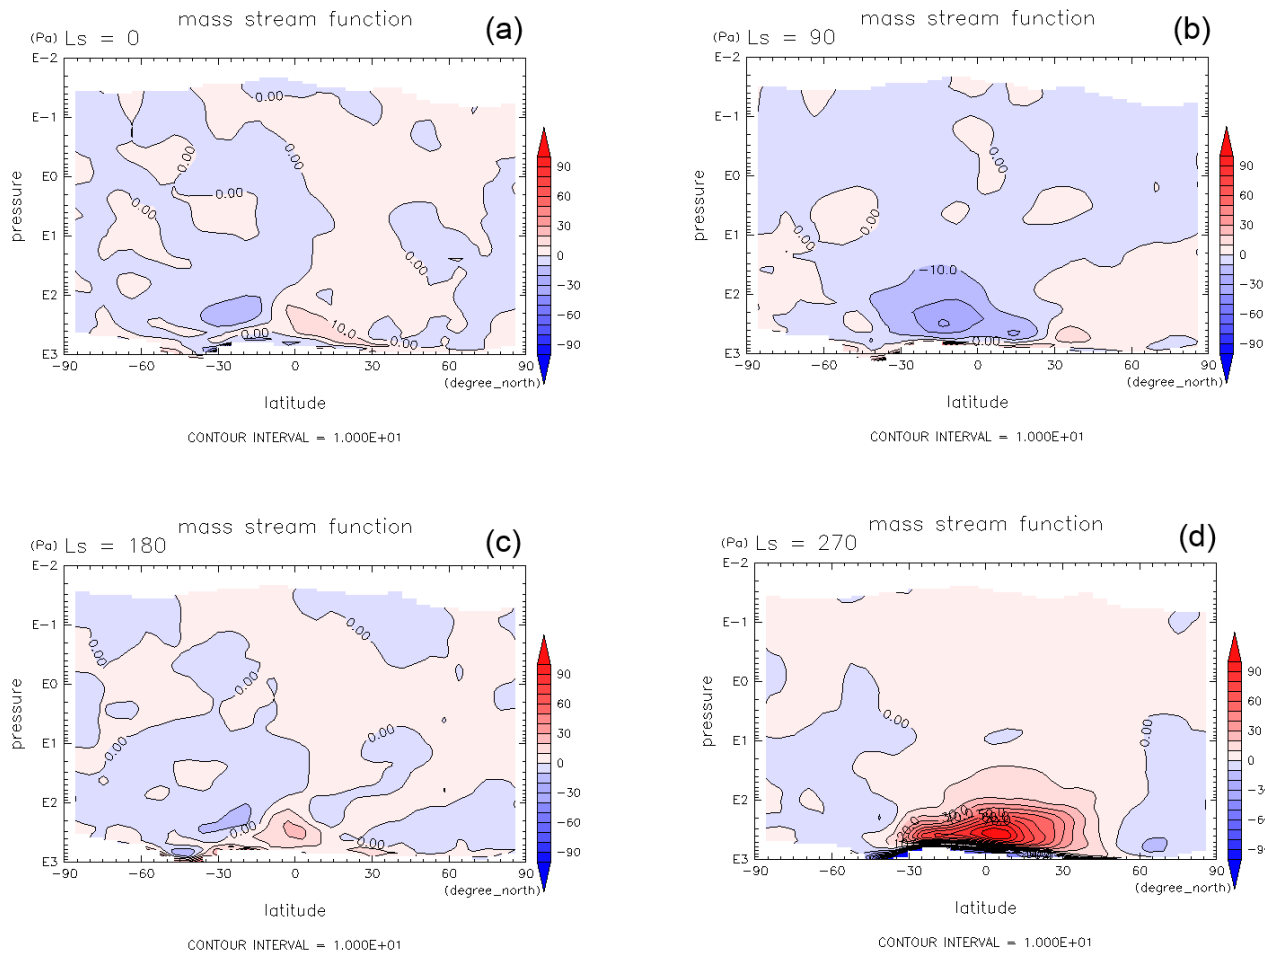 mass stream function
(a)
(Pa) Ls = 0
E-2
E-1
E0
E1
E2
E3
pressure
0.00
0.00
0.00
0.00
0.00
0.00
10.0
0.00
0.00
-90 -60 -30 0 30 60 90
(degree_north)
latitude
90
60
30
0
-30
-60
-90
CONTOUR INTERVAL = 1.000E+01
mass stream function
(b)
(Pa) Ls = 90
E-2
E-1
E0
E1
E2
E3
pressure
0.00
0.00
0.00
-10.0
0.00
-90 -60 -30 0 30 60 90
(degree_north)
latitude
90
60
30
0
-30
-60
-90
CONTOUR INTERVAL = 1.000E+01
mass stream function
(c)
(Pa) Ls = 180
E-2
E-1
E0
E1
E2
E3
pressure
0.00
0.00
0.00
0.00
0.00
0.00
0.00
-90 -60 -30 0 30 60 90
(degree_north)
latitude
90
60
30
0
-30
-60
-90
CONTOUR INTERVAL = 1.000E+01
mass stream function
(d)
(Pa) Ls = 270
E-2
E-1
E0
E1
E2
E3
pressure
0.00
0.00
-90 -60 -30 0 30 60 90
(degree_north)
latitude
90
60
30
0
-30
-60
-90
CONTOUR INTERVAL = 1.000E+01